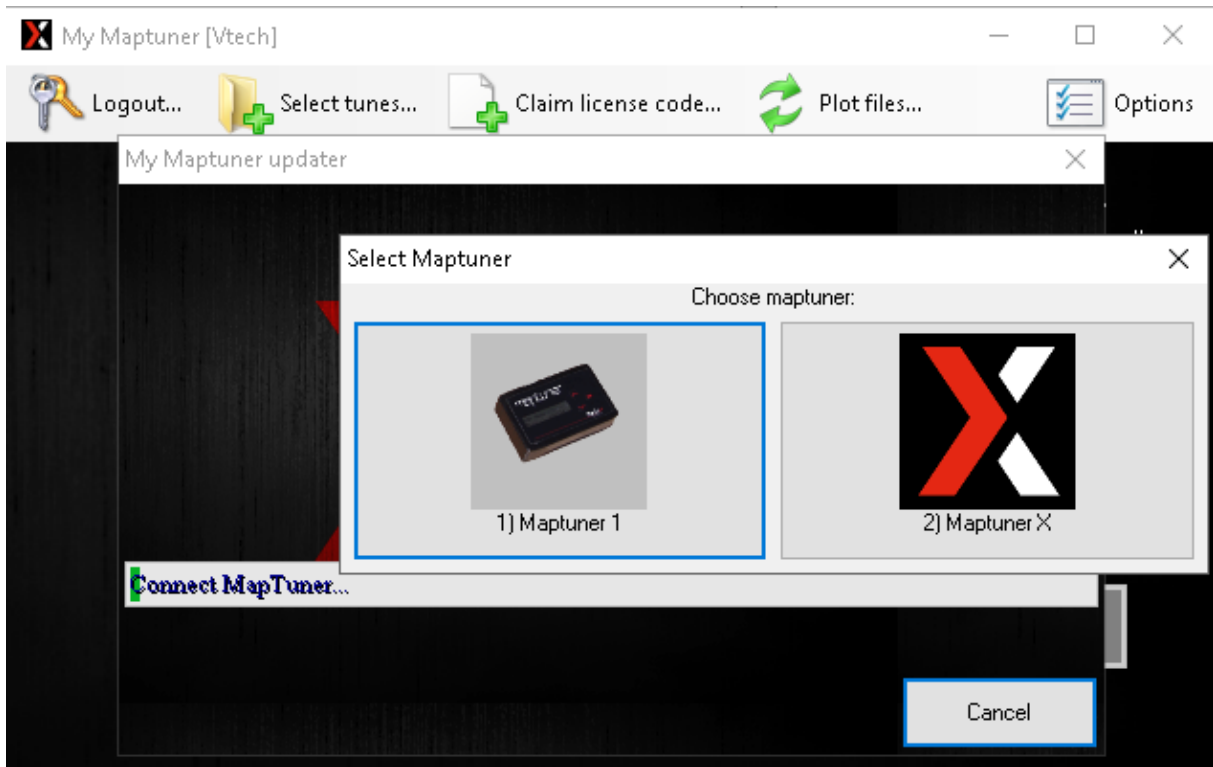 My Maptuner [Vtech]
Logout... Select tunes... Claim license code... Plot files... Options
My Maptuner updater
Select Maptuner
Choose maptuner:
1) Maptuner 1
2) Maptuner X
Connect MapTuner...
Cancel